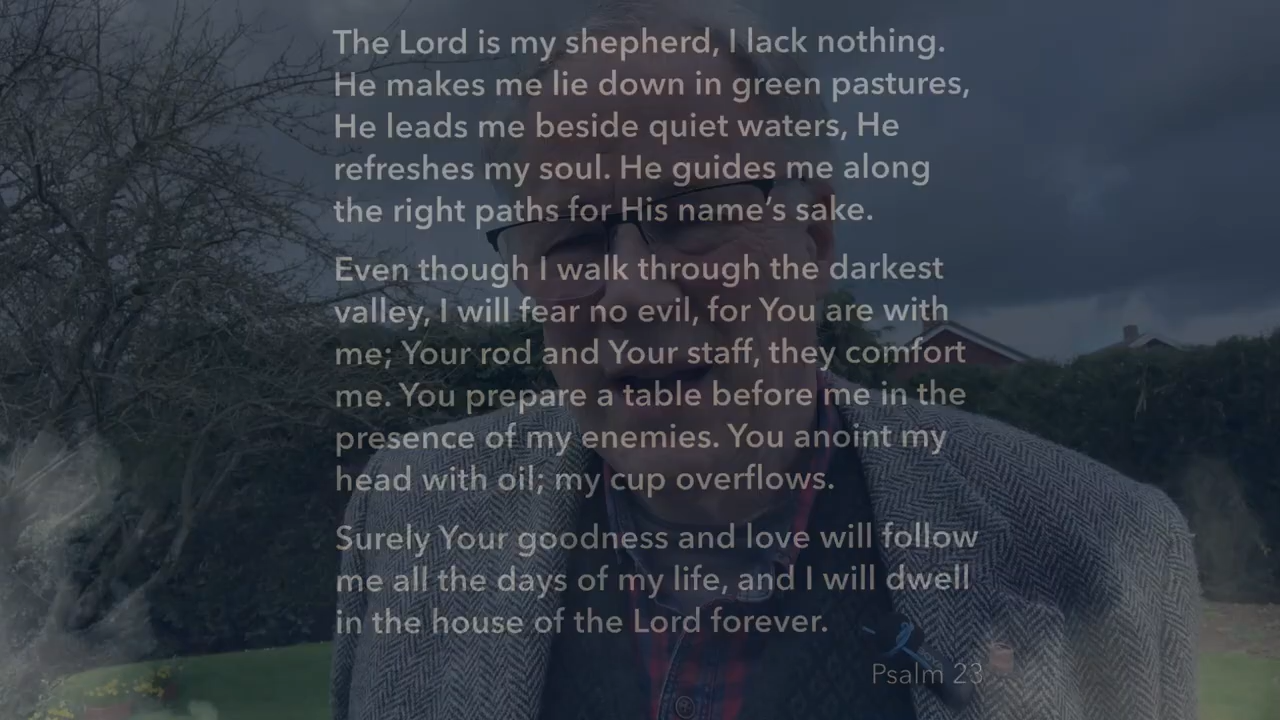 The Lord is my shepherd, I lack nothing.
He makes me lie down in green pastures,
He leads me beside quiet waters, He
refreshes my soul. He guides me along
the right paths for His name's sake.
Even though I walk through the darkest
valley, I will fear no evil, for You are with
me; Your rod and Your staff, they comfort
me. You prepare a table before me in the
presence of my enemies. You anoint my
head with oil; my cup overflows.
Surely Your goodness and love will follow
me all the days of my life, and I will dwell
in the house of the Lord forever.
Psalm 23